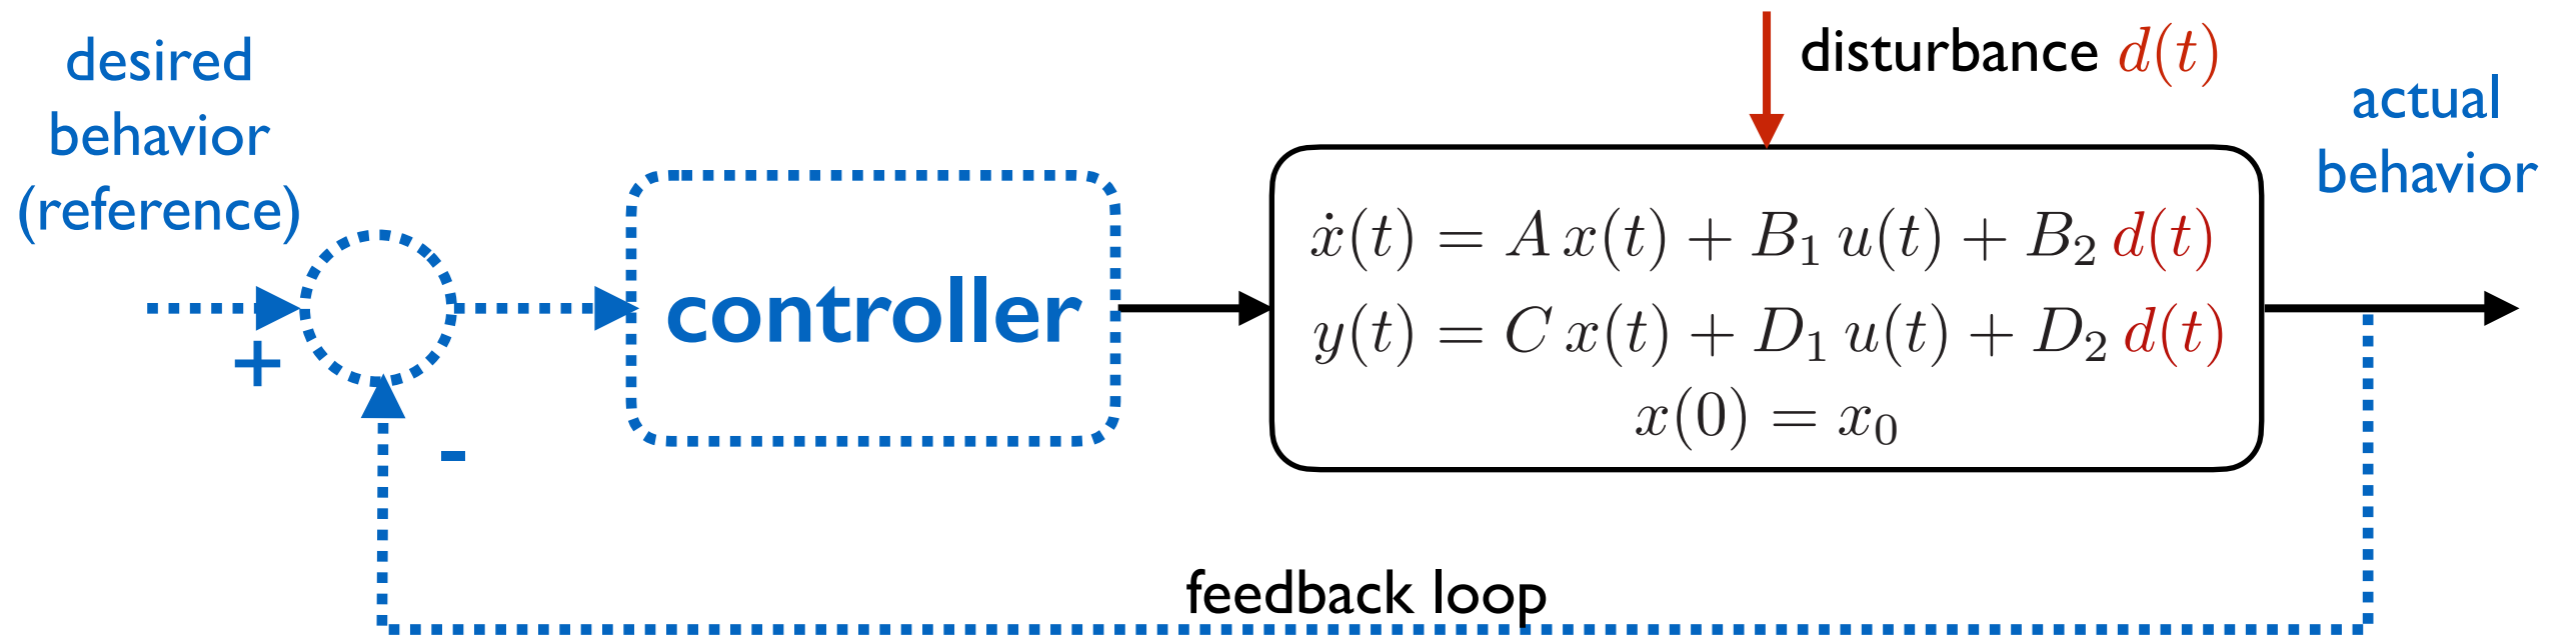 desired
behavior
(reference)
+
-
controller
disturbance d(t)
ẋ(t) = A x(t) + B₁ u(t) + B₂ d(t)
y(t) = C x(t) + D₁ u(t) + D₂ d(t)
x(0) = x₀
actual
behavior
feedback loop